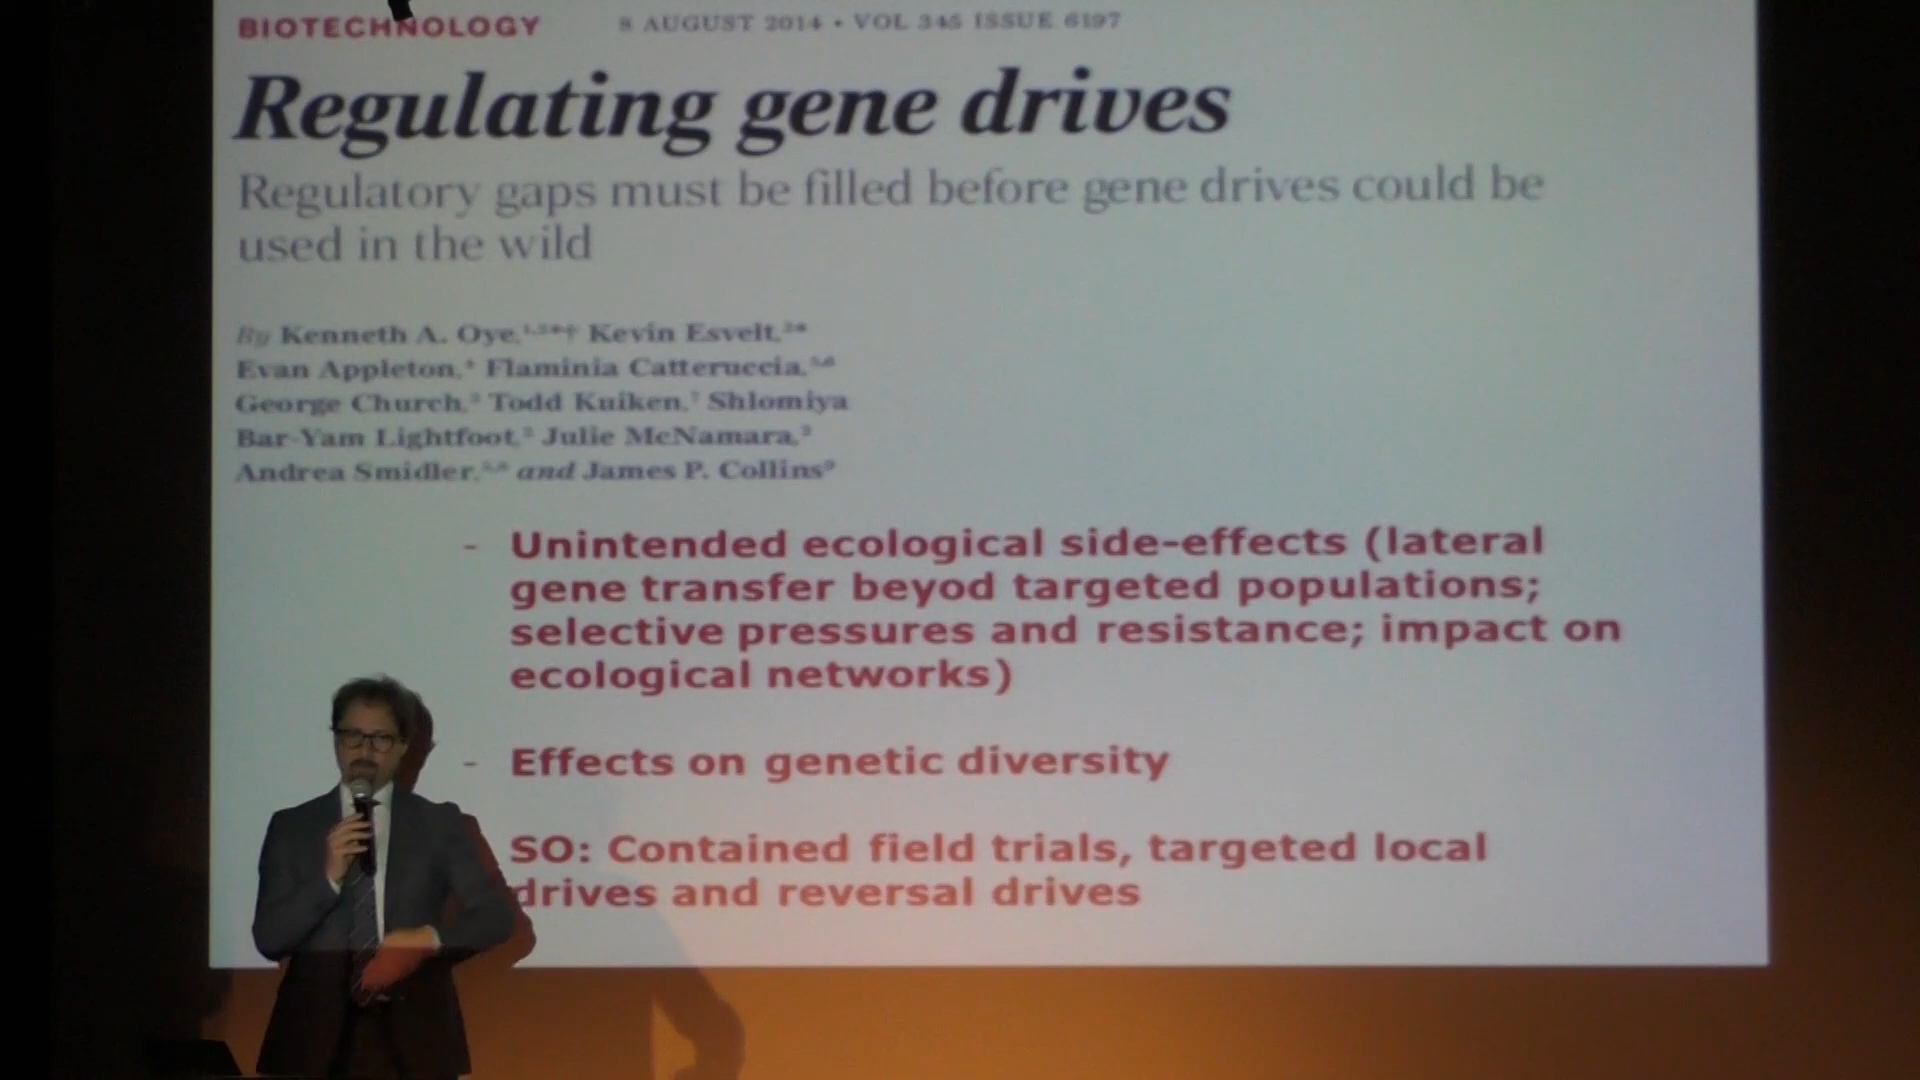 BIOTECHNOLOGY 8 AUGUST 2014 • VOL 345 ISSUE 6197
Regulating gene drives
Regulatory gaps must be filled before gene drives could be
used in the wild
By Kenneth A. Oye, Kevin Esvelt,
Evan Appleton, Flaminia Catteruccia,
George Church, Todd Kuiken, Shlomiya
Bar-Yam Lightfoot, Julie McNamara,
Andrea Smidler, and James P. Collins
- Unintended ecological side-effects (lateral
gene transfer beyod targeted populations;
selective pressures and resistance; impact on
ecological networks)
- Effects on genetic diversity
SO: Contained field trials, targeted local
drives and reversal drives